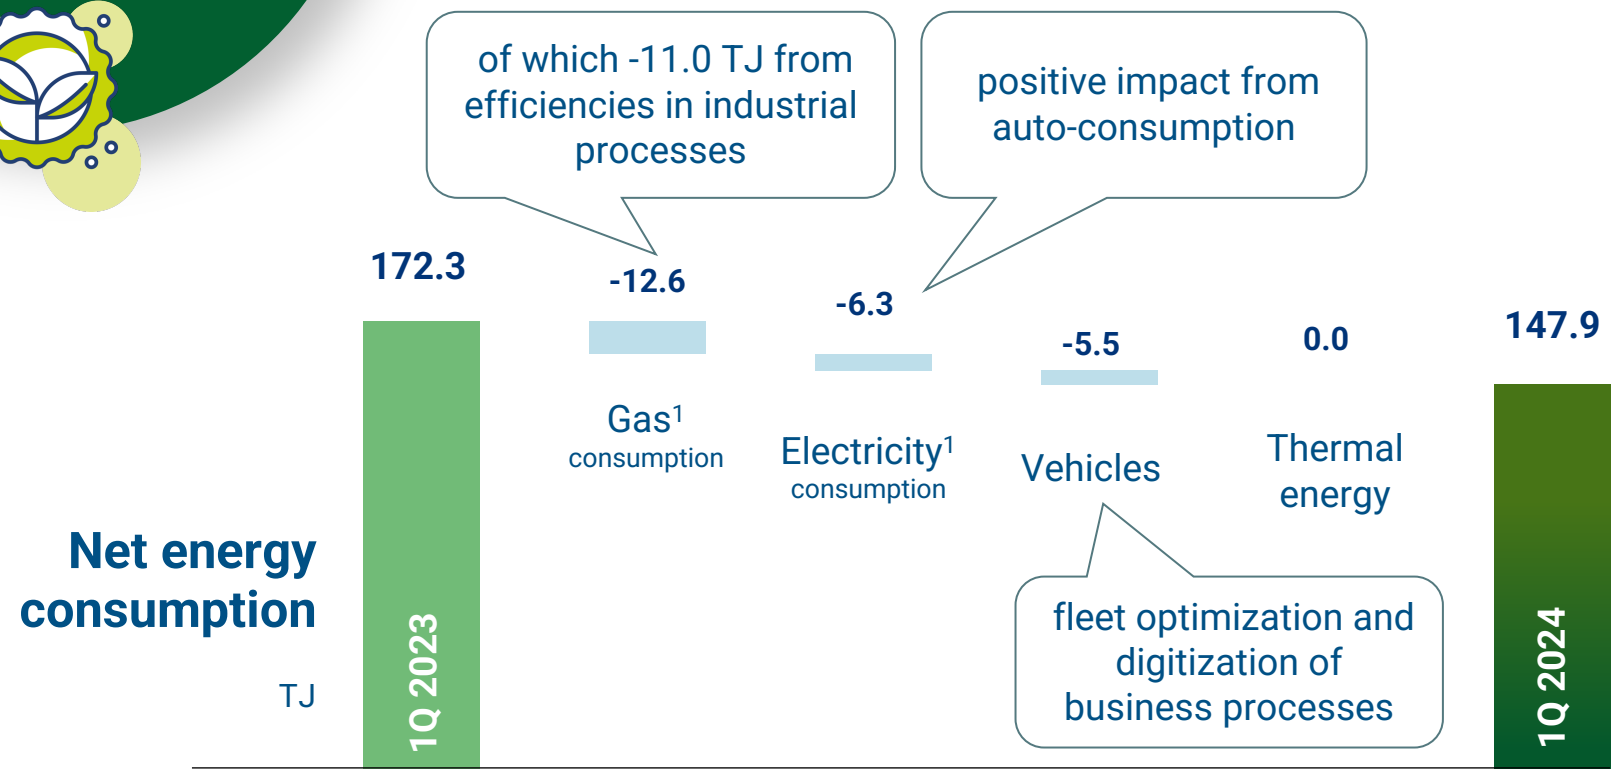 of which -11.0 TJ from
efficiencies in industrial
processes
positive impact from
auto-consumption
172.3
-12.6
-6.3
-5.5
0.0
147.9
Gas¹
consumption
Electricity¹
consumption
Vehicles
Thermal
energy
Net energy
consumption
TJ
1Q 2023
fleet optimization and
digitization of
business processes
1Q 2024